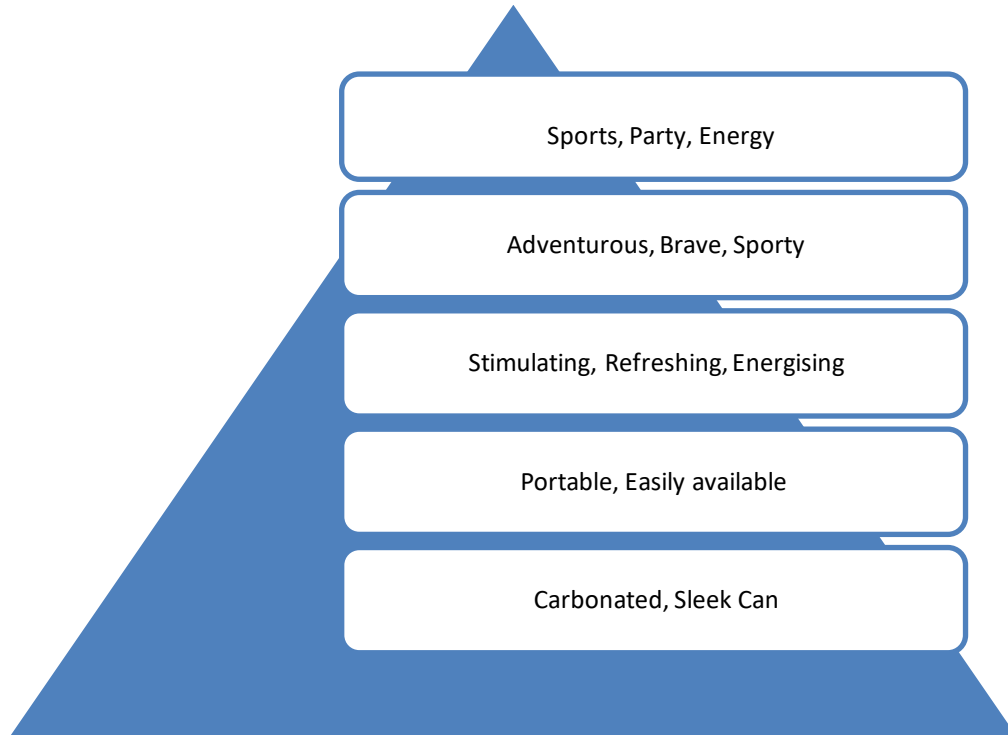 Sports, Party, Energy
Adventurous, Brave, Sporty
Stimulating, Refreshing, Energising
Portable, Easily available
Carbonated, Sleek Can